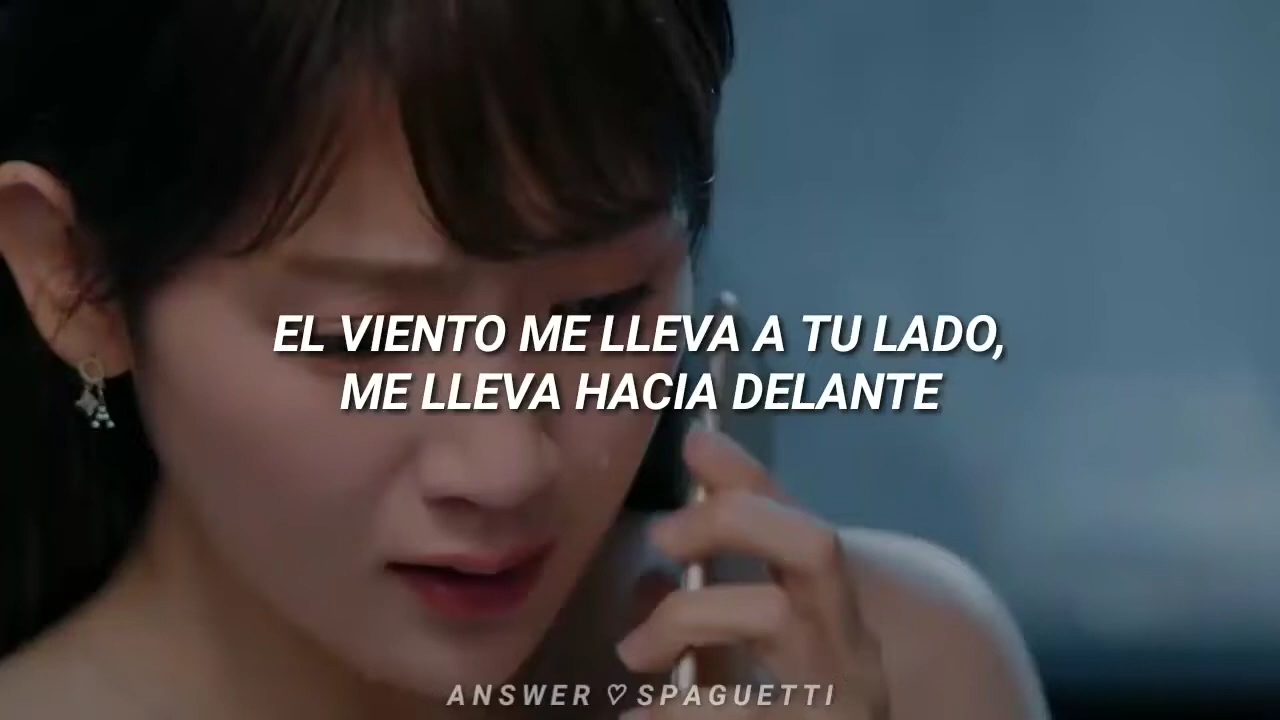 EL VIENTO ME LLEVA A TU LADO,
ME LLEVA HACIA DELANTE
ANSWER ♡ SPAGUETTI